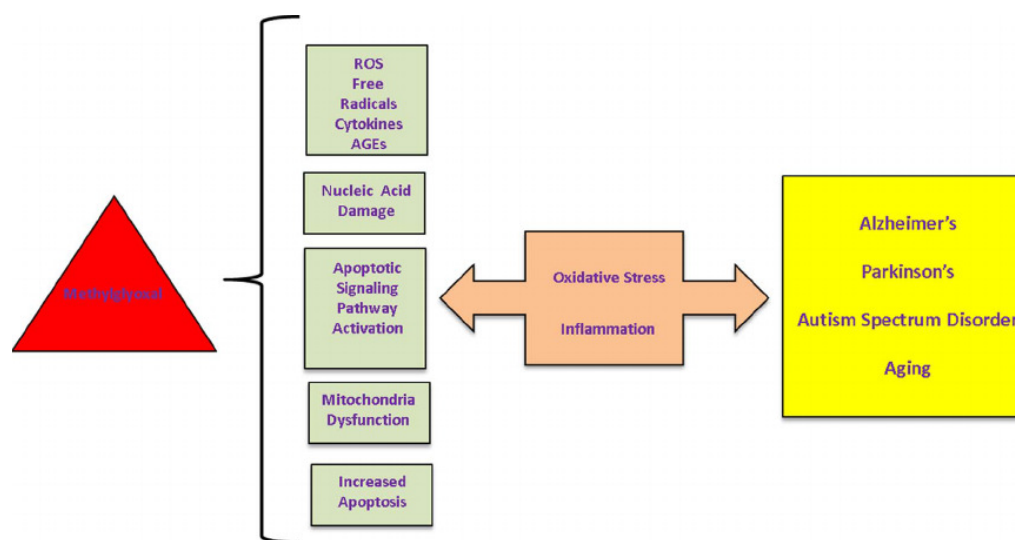 Methylglyoxal
ROS
Free
Radicals
Cytokines
AGEs
Nucleic Acid
Damage
Apoptotic
Signaling
Pathway
Activation
Mitochondria
Dysfunction
Increased
Apoptosis
Oxidative Stress
Inflammation
Alzheimer's
Parkinson's
Autism Spectrum Disorder
Aging